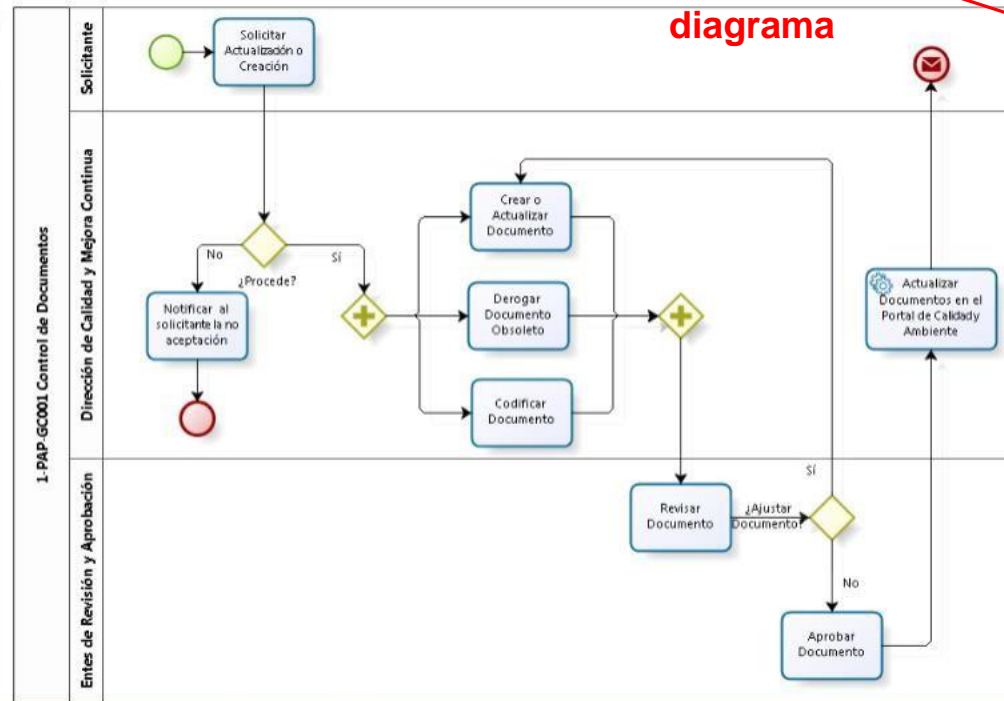 diagrama
1-PAP-GC001 Control de Documentos
Solicitante
Solicitar
Actualización o
Creación
Dirección de Calidad y Mejora Continua
No
Sí
¿Procede?
Notificar al
solicitante la no
aceptación
Crear o
Actualizar
Documento
Derogar
Documento
Obsoleto
Codificar
Documento
Actualizar
Documentos en el
Portal de Calidady
Ambiente
Entes de Revisión y Aprobación
Revisar
Documento
¿Ajustar
Documento?
Sí
No
Aprobar
Documento